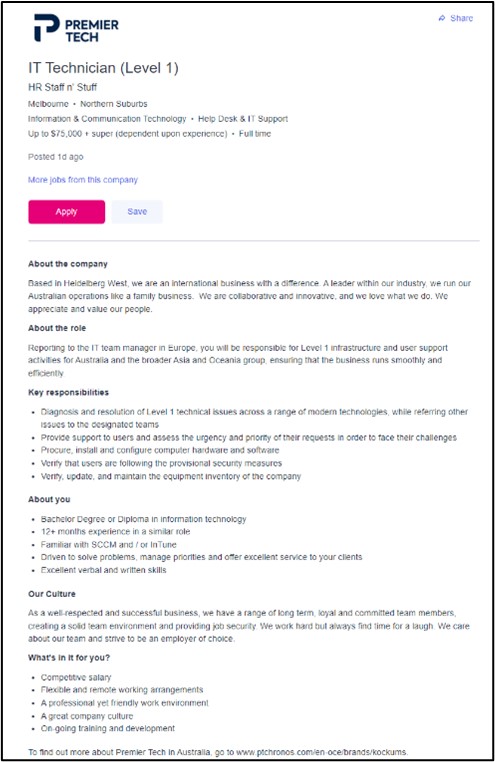 PREMIER
TECH
Share
IT Technician (Level 1)
HR Staff n' Stuff
Melbourne • Northern Suburbs
Information & Communication Technology • Help Desk & IT Support
Up to $75,000 + super (dependent upon experience) • Full time
Posted 1d ago
More jobs from this company
Apply
Save
About the company
Based in Heidelberg West, we are an international business with a difference. A leader within our industry, we run our
Australian operations like a family business. We are collaborative and innovative, and we love what we do. We
appreciate and value our people.
About the role
Reporting to the IT team manager in Europe, you will be responsible for Level 1 infrastructure and user support
activities for Australia and the broader Asia and Oceania group, ensuring that the business runs smoothly and
efficiently.
Key responsibilities
• Diagnosis and resolution of Level 1 technical issues across a range of modern technologies, while referring other
issues to the designated teams
• Provide support to users and assess the urgency and priority of their requests in order to face their challenges
• Procure, install and configure computer hardware and software
• Verify that users are following the provisional security measures
• Verify, update, and maintain the equipment inventory of the company
About you
• Bachelor Degree or Diploma in information technology
• 12+ months experience in a similar role
• Familiar with SCCM and / or InTune
• Driven to solve problems, manage priorities and offer excellent service to your clients
• Excellent verbal and written skills
Our Culture
As a well-respected and successful business, we have a range of long term, loyal and committed team members,
creating a solid team environment and providing job security. We work hard but always find time for a laugh. We care
about our team and strive to be an employer of choice.
What's in it for you?
• Competitive salary
• Flexible and remote working arrangements
• A professional yet friendly work environment
• A great company culture
• On-going training and development
To find out more about Premier Tech in Australia, go to www.ptchronos.com/en-oce/brands/kockums.